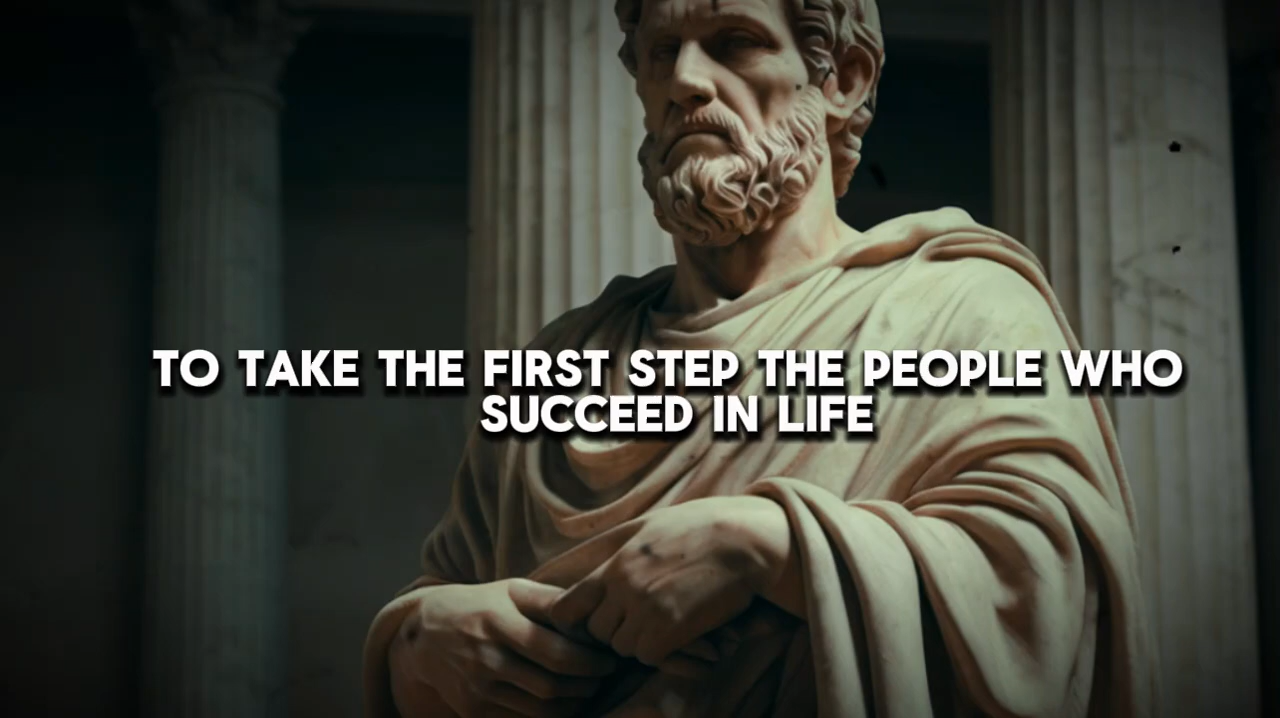 TO TAKE THE FIRST STEP THE PEOPLE WHO
SUCCEED IN LIFE